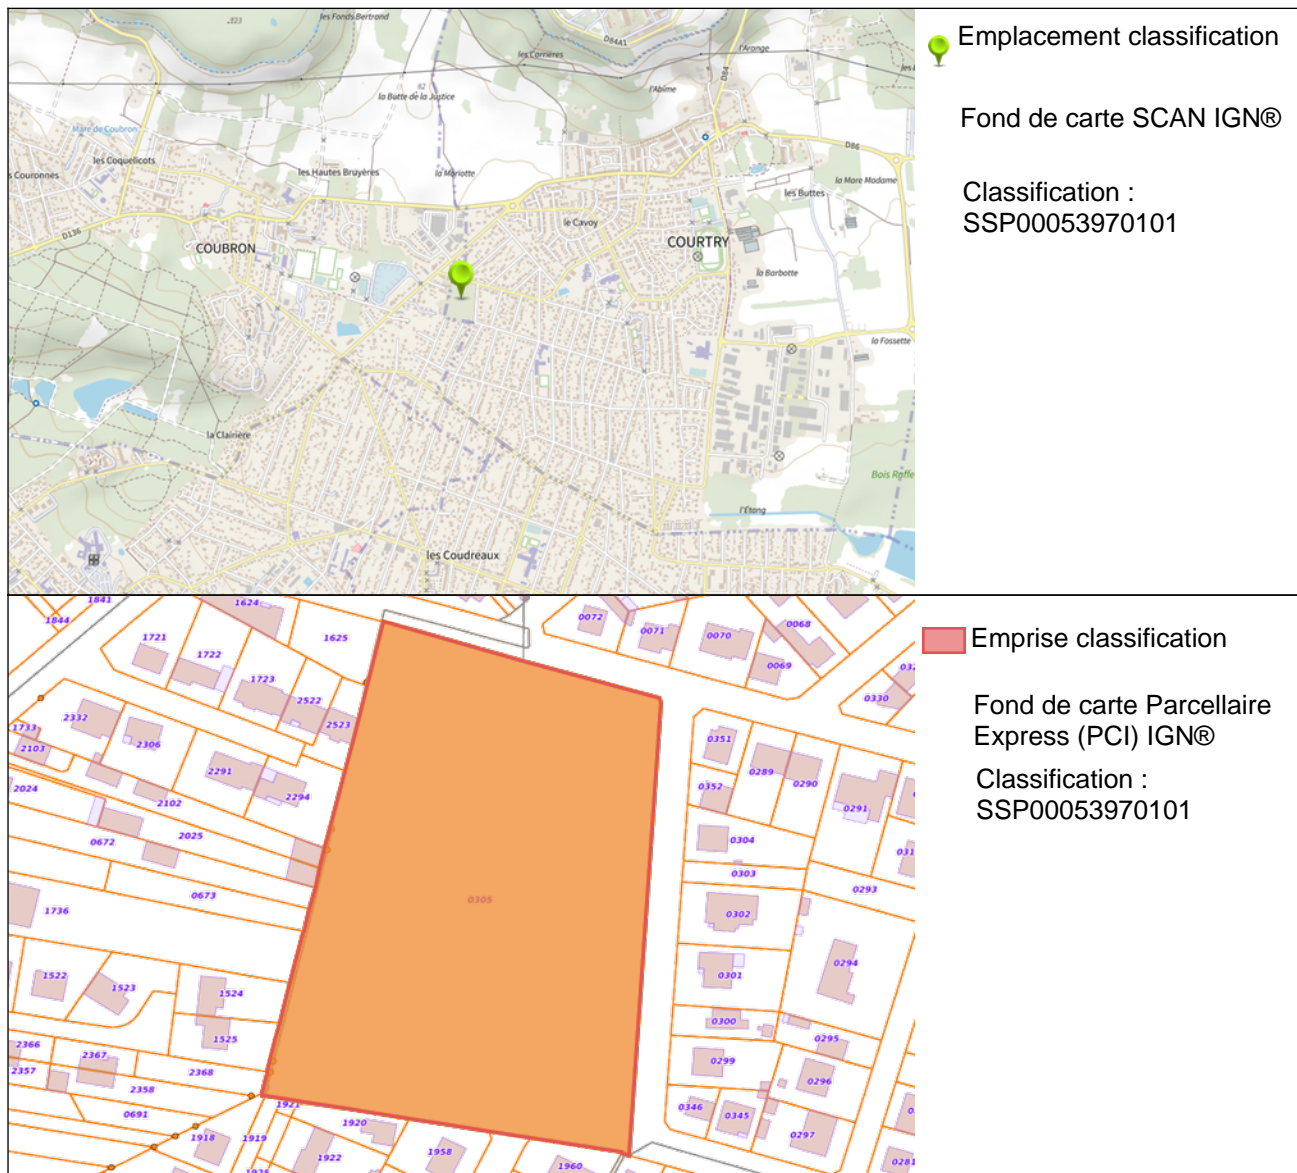 les Fonds Bertrand
123
D84A1
les Carrières
l'Arange
D84
l'Abîme
82
la Butte de la Justice
Mare de Coubron
les Coquelicots
D86
s Couronnes
les Hautes Bruyères
la Mariotte
les Buttes
la Mare Madame
le Cavoy
D136
COUBRON
COURTRY
la Barbotte
la Fossette
la Clairière
Bois Raffe
l'Étang
les Coudreaux
Emplacement classification
Fond de carte SCAN IGN®
Classification :
SSP00053970101
1841
1844
1624
1721
1722
1625
0072
0071
0070
0068
0069
1723
2522
2523
0330
2332
1733
2103
2306
0351
0289
0290
2291
2294
0352
0291
2024
2102
2025
0672
0304
0303
0673
0293
1736
0305
0302
0294
1522
1523
1524
0301
0300
1525
0295
2366
2367
2357
2368
0299
0296
2358
0691
1921
0346
0345
1920
1918
1919
0297
1922
1958
1960
0281
Emprise classification
Fond de carte Parcellaire
Express (PCI) IGN®
Classification :
SSP00053970101